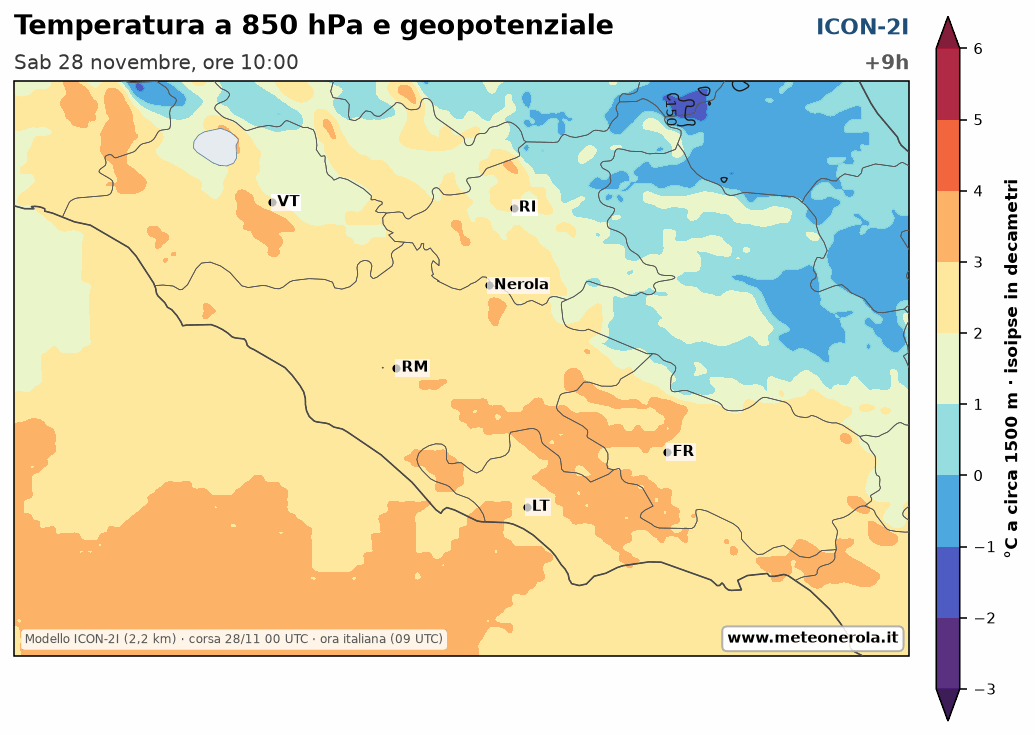 Temperatura a 850 hPa e geopotenziale
ICON-2I
Sab 28 novembre, ore 10:00
+9h
150
VT
RI
Nerola
RM
FR
LT
Modello ICON-2I (2,2 km) · corsa 28/11 00 UTC · ora italiana (09 UTC)
www.meteonerola.it
6
5
4
3
2
1
0
−1
−2
−3
°C a circa 1500 m · isoipse in decametri